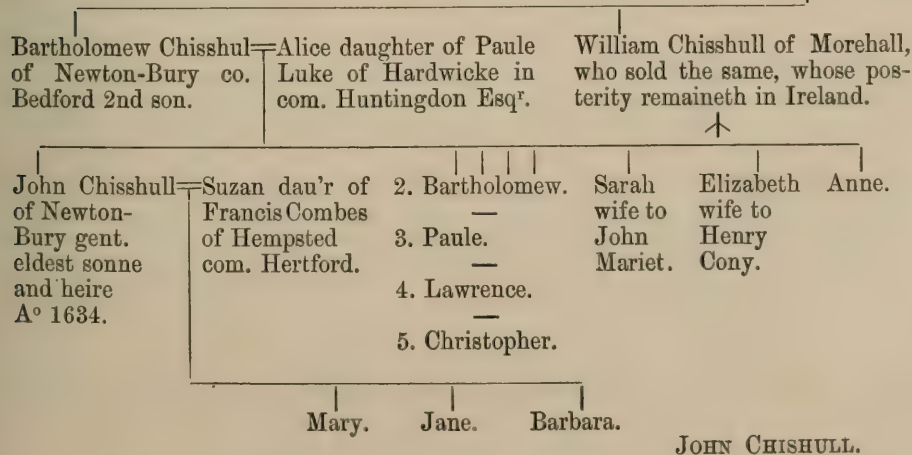 Bartholomew Chisshul
of Newton-Bury co.
Bedford 2nd son.
Alice daughter of Paule
Luke of Hardwicke in
com. Huntingdon Esqr.
William Chisshull of Morehall,
who sold the same, whose pos-
terity remaineth in Ireland.
John Chisshull
of Newton-
Bury gent.
eldest sonne
and heire
Ao 1634.
Suzan dau'r of
Francis Combes
of Hempsted
com. Hertford.
2. Bartholomew.
3. Paule.
4. Lawrence.
5. Christopher.
Sarah
wife to
John
Mariet.
Elizabeth
wife to
Henry
Cony.
Anne.
Mary. Jane. Barbara.
JOHN CHISHULL.